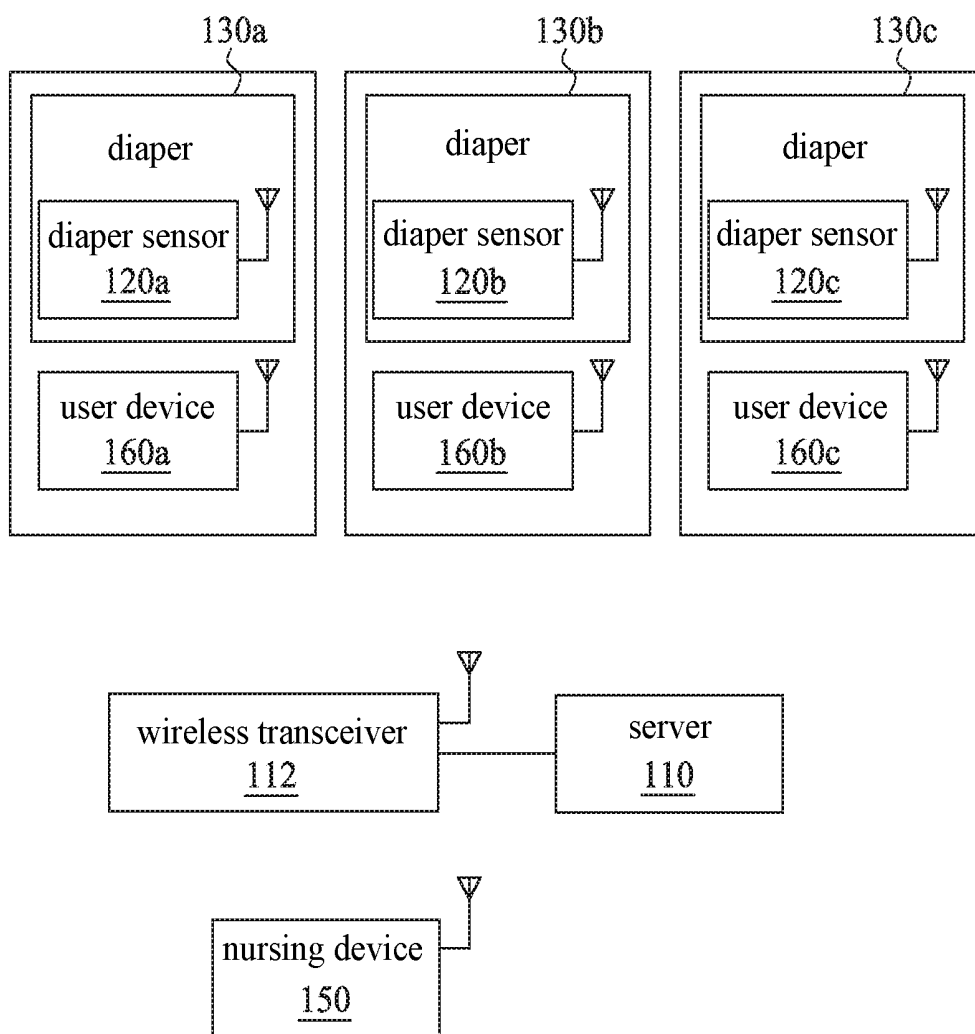 130a
130b
130c
diaper
diaper
diaper
diaper sensor
120a
diaper sensor
120b
diaper sensor
120c
user device
160a
user device
160b
user device
160c
wireless transceiver
112
server
110
nursing device
150